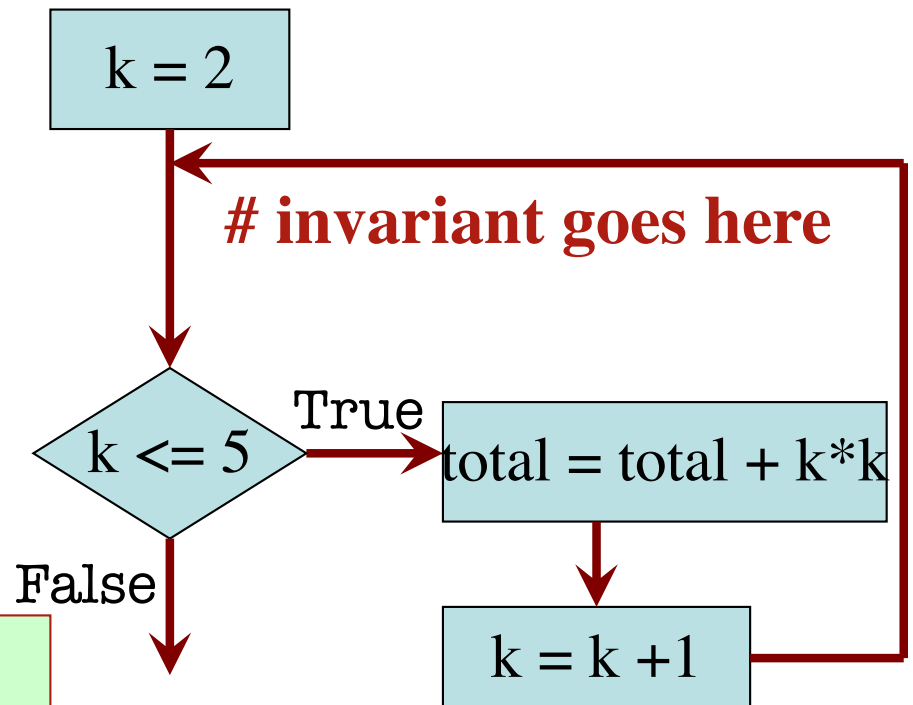 k = 2
# invariant goes here
True
k <= 5
total = total + k*k
False
k = k +1